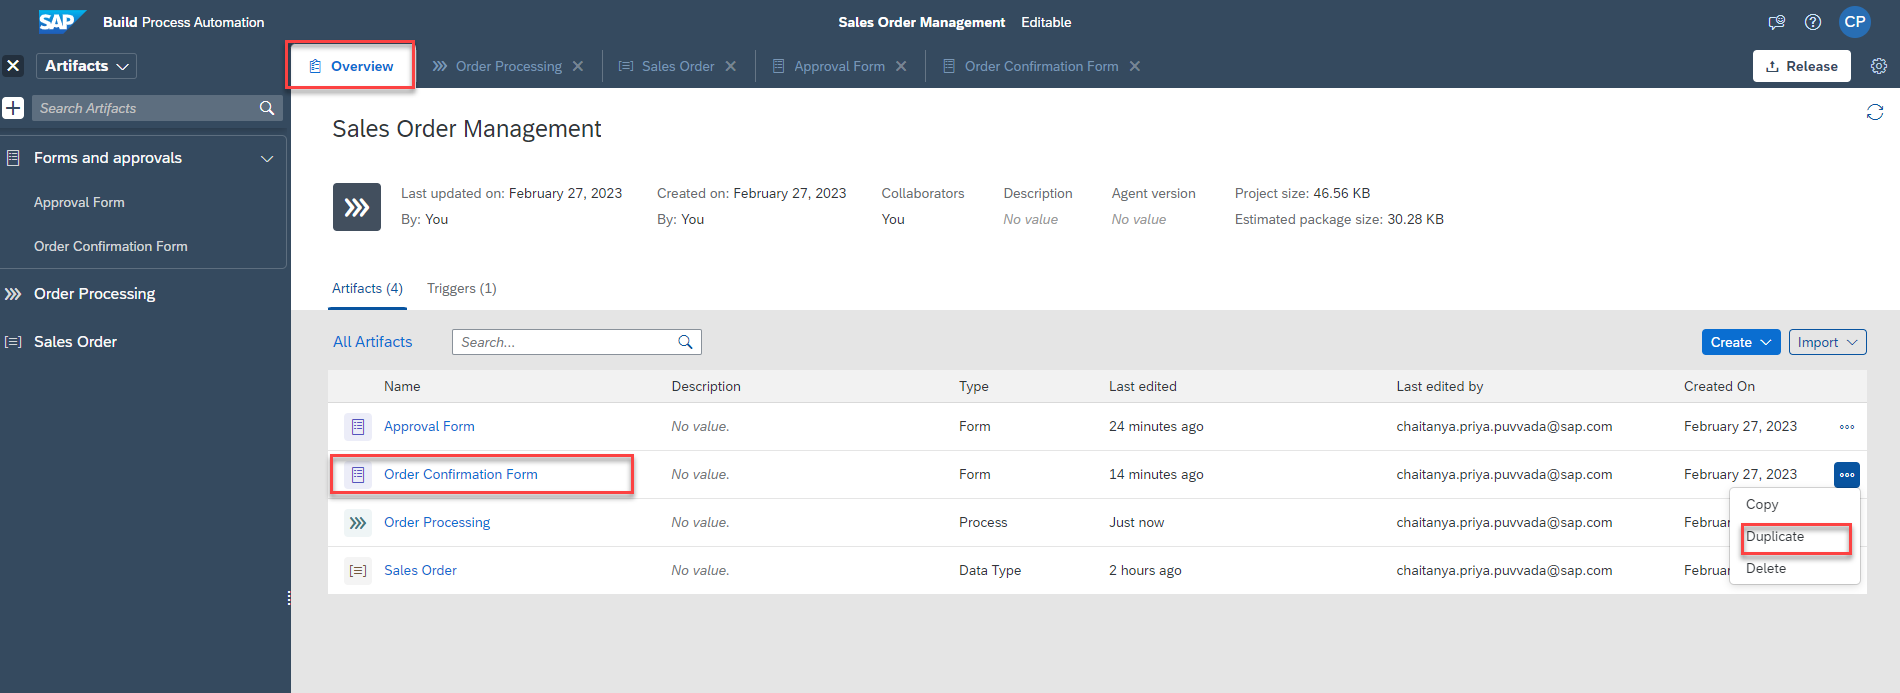 SAP Build Process Automation
Sales Order Management Editable
CP
Artifacts
Overview
Order Processing
Sales Order
Approval Form
Order Confirmation Form
Release
Search Artifacts
Forms and approvals
Approval Form
Order Confirmation Form
Order Processing
Sales Order
Sales Order Management
Last updated on: February 27, 2023
By: You
Created on: February 27, 2023
By: You
Collaborators
You
Description
No value
Agent version
No value
Project size: 46.56 KB
Estimated package size: 30.28 KB
Artifacts (4) Triggers (1)
All Artifacts
Search...
Create
Import
Name Description Type Last edited Last edited by Created On
Approval Form No value. Form 24 minutes ago chaitanya.priya.puvvada@sap.com February 27, 2023
Order Confirmation Form No value. Form 14 minutes ago chaitanya.priya.puvvada@sap.com February 27, 2023
Order Processing No value. Process Just now chaitanya.priya.puvvada@sap.com Februar
Sales Order No value. Data Type 2 hours ago chaitanya.priya.puvvada@sap.com Februar
Copy
Duplicate
Delete